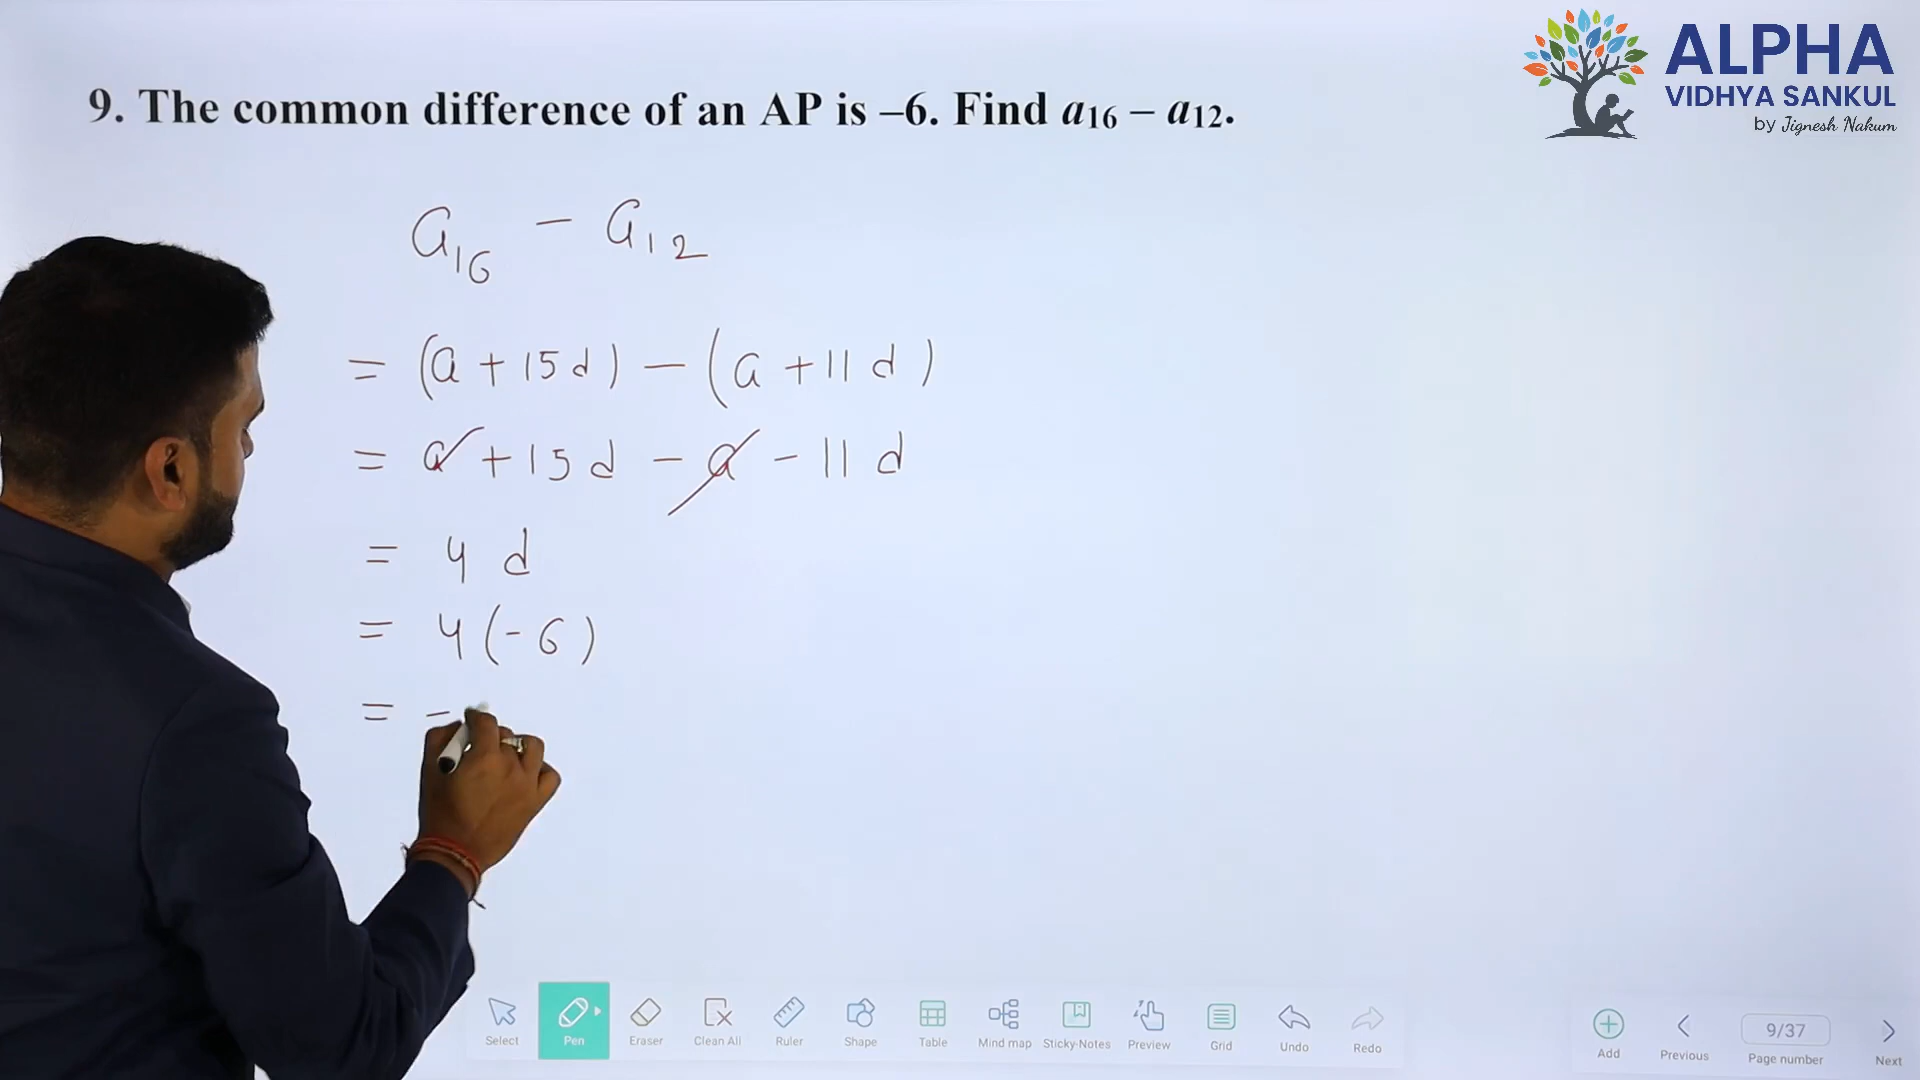 ALPHA
VIDHYA SANKUL
by Jignesh Nakum
9. The common difference of an AP is –6. Find a16 – a12.
a16 – a12
= (a + 15d) – (a + 11d)
= a + 15d – a – 11d
= 4d
= 4(-6)
= -
Select Pen Eraser Clean All Ruler Shape Table Mind map Sticky-Notes Preview Grid Undo Redo Add Previous 9/37 Page number Next